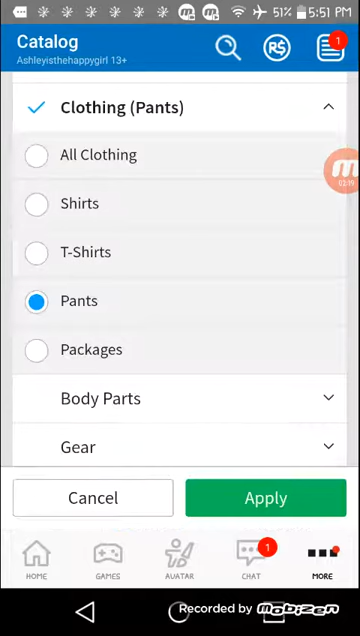 51% 5:51 PM
Catalog
Ashleyisthehappygirl 13+
R$
1
Clothing (Pants)
All Clothing
Shirts
T-Shirts
Pants
Packages
Body Parts
Gear
Cancel
Apply
1
HOME
GAMES
AVATAR
CHAT
MORE
Recorded by mobizen